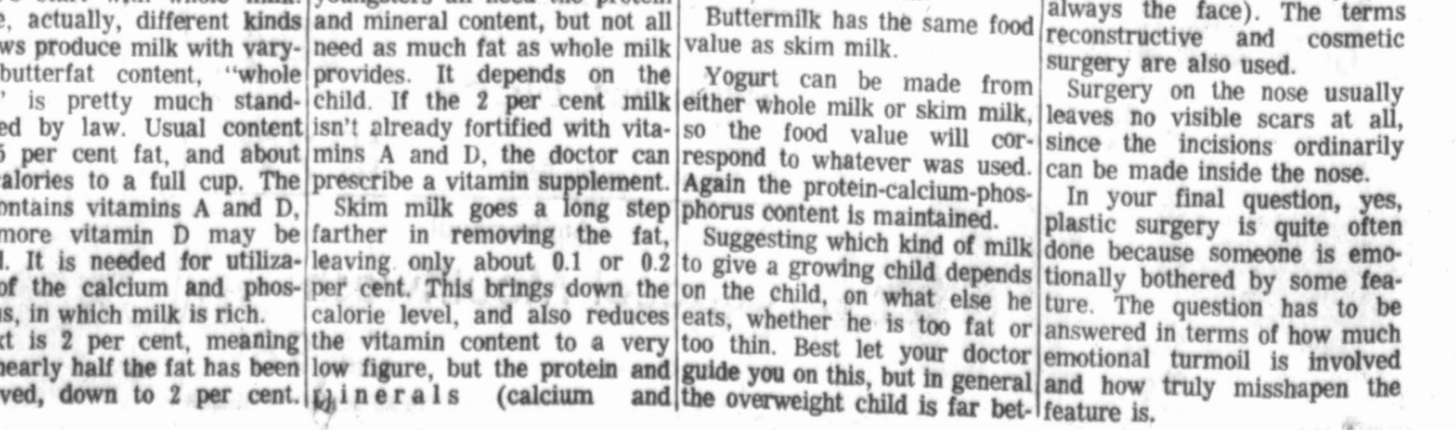 actually, different kinds
produce milk with vary-
butterfat content, "whole
is pretty much stand-
by law. Usual content
per cent fat, and about
to a full cup. The
vitamins A and D,
more vitamin D may be
It is needed for utiliza-
of the calcium and phos-
in which milk is rich.
is 2 per cent, meaning
nearly half the fat has been
down to 2 per cent.
and mineral content, but not all
need as much fat as whole milk
provides. It depends on the
child. If the 2 per cent milk
isn't already fortified with vita-
mins A and D, the doctor can
prescribe a vitamin supplement.
Skim milk goes a long step
farther in removing the fat,
leaving only about 0.1 or 0.2
per cent. This brings down the
calorie level, and also reduces
the vitamin content to a very
low figure, but the protein and
minerals (calcium and
Buttermilk has the same food
value as skim milk.
Yogurt can be made from
either whole milk or skim milk,
so the food value will cor-
respond to whatever was used.
Again the protein-calcium-phos-
phorus content is maintained.
Suggesting which kind of milk
to give a growing child depends
on the child, on what else he
eats, whether he is too fat or
too thin. Best let your doctor
guide you on this, but in general
the overweight child is far bet-
always the face). The terms
reconstructive and cosmetic
surgery are also used.
Surgery on the nose usually
leaves no visible scars at all,
since the incisions ordinarily
can be made inside the nose.
In your final question, yes,
plastic surgery is quite often
done because someone is emo-
tionally bothered by some fea-
ture. The question has to be
answered in terms of how much
emotional turmoil is involved
and how truly misshapen the
feature is.